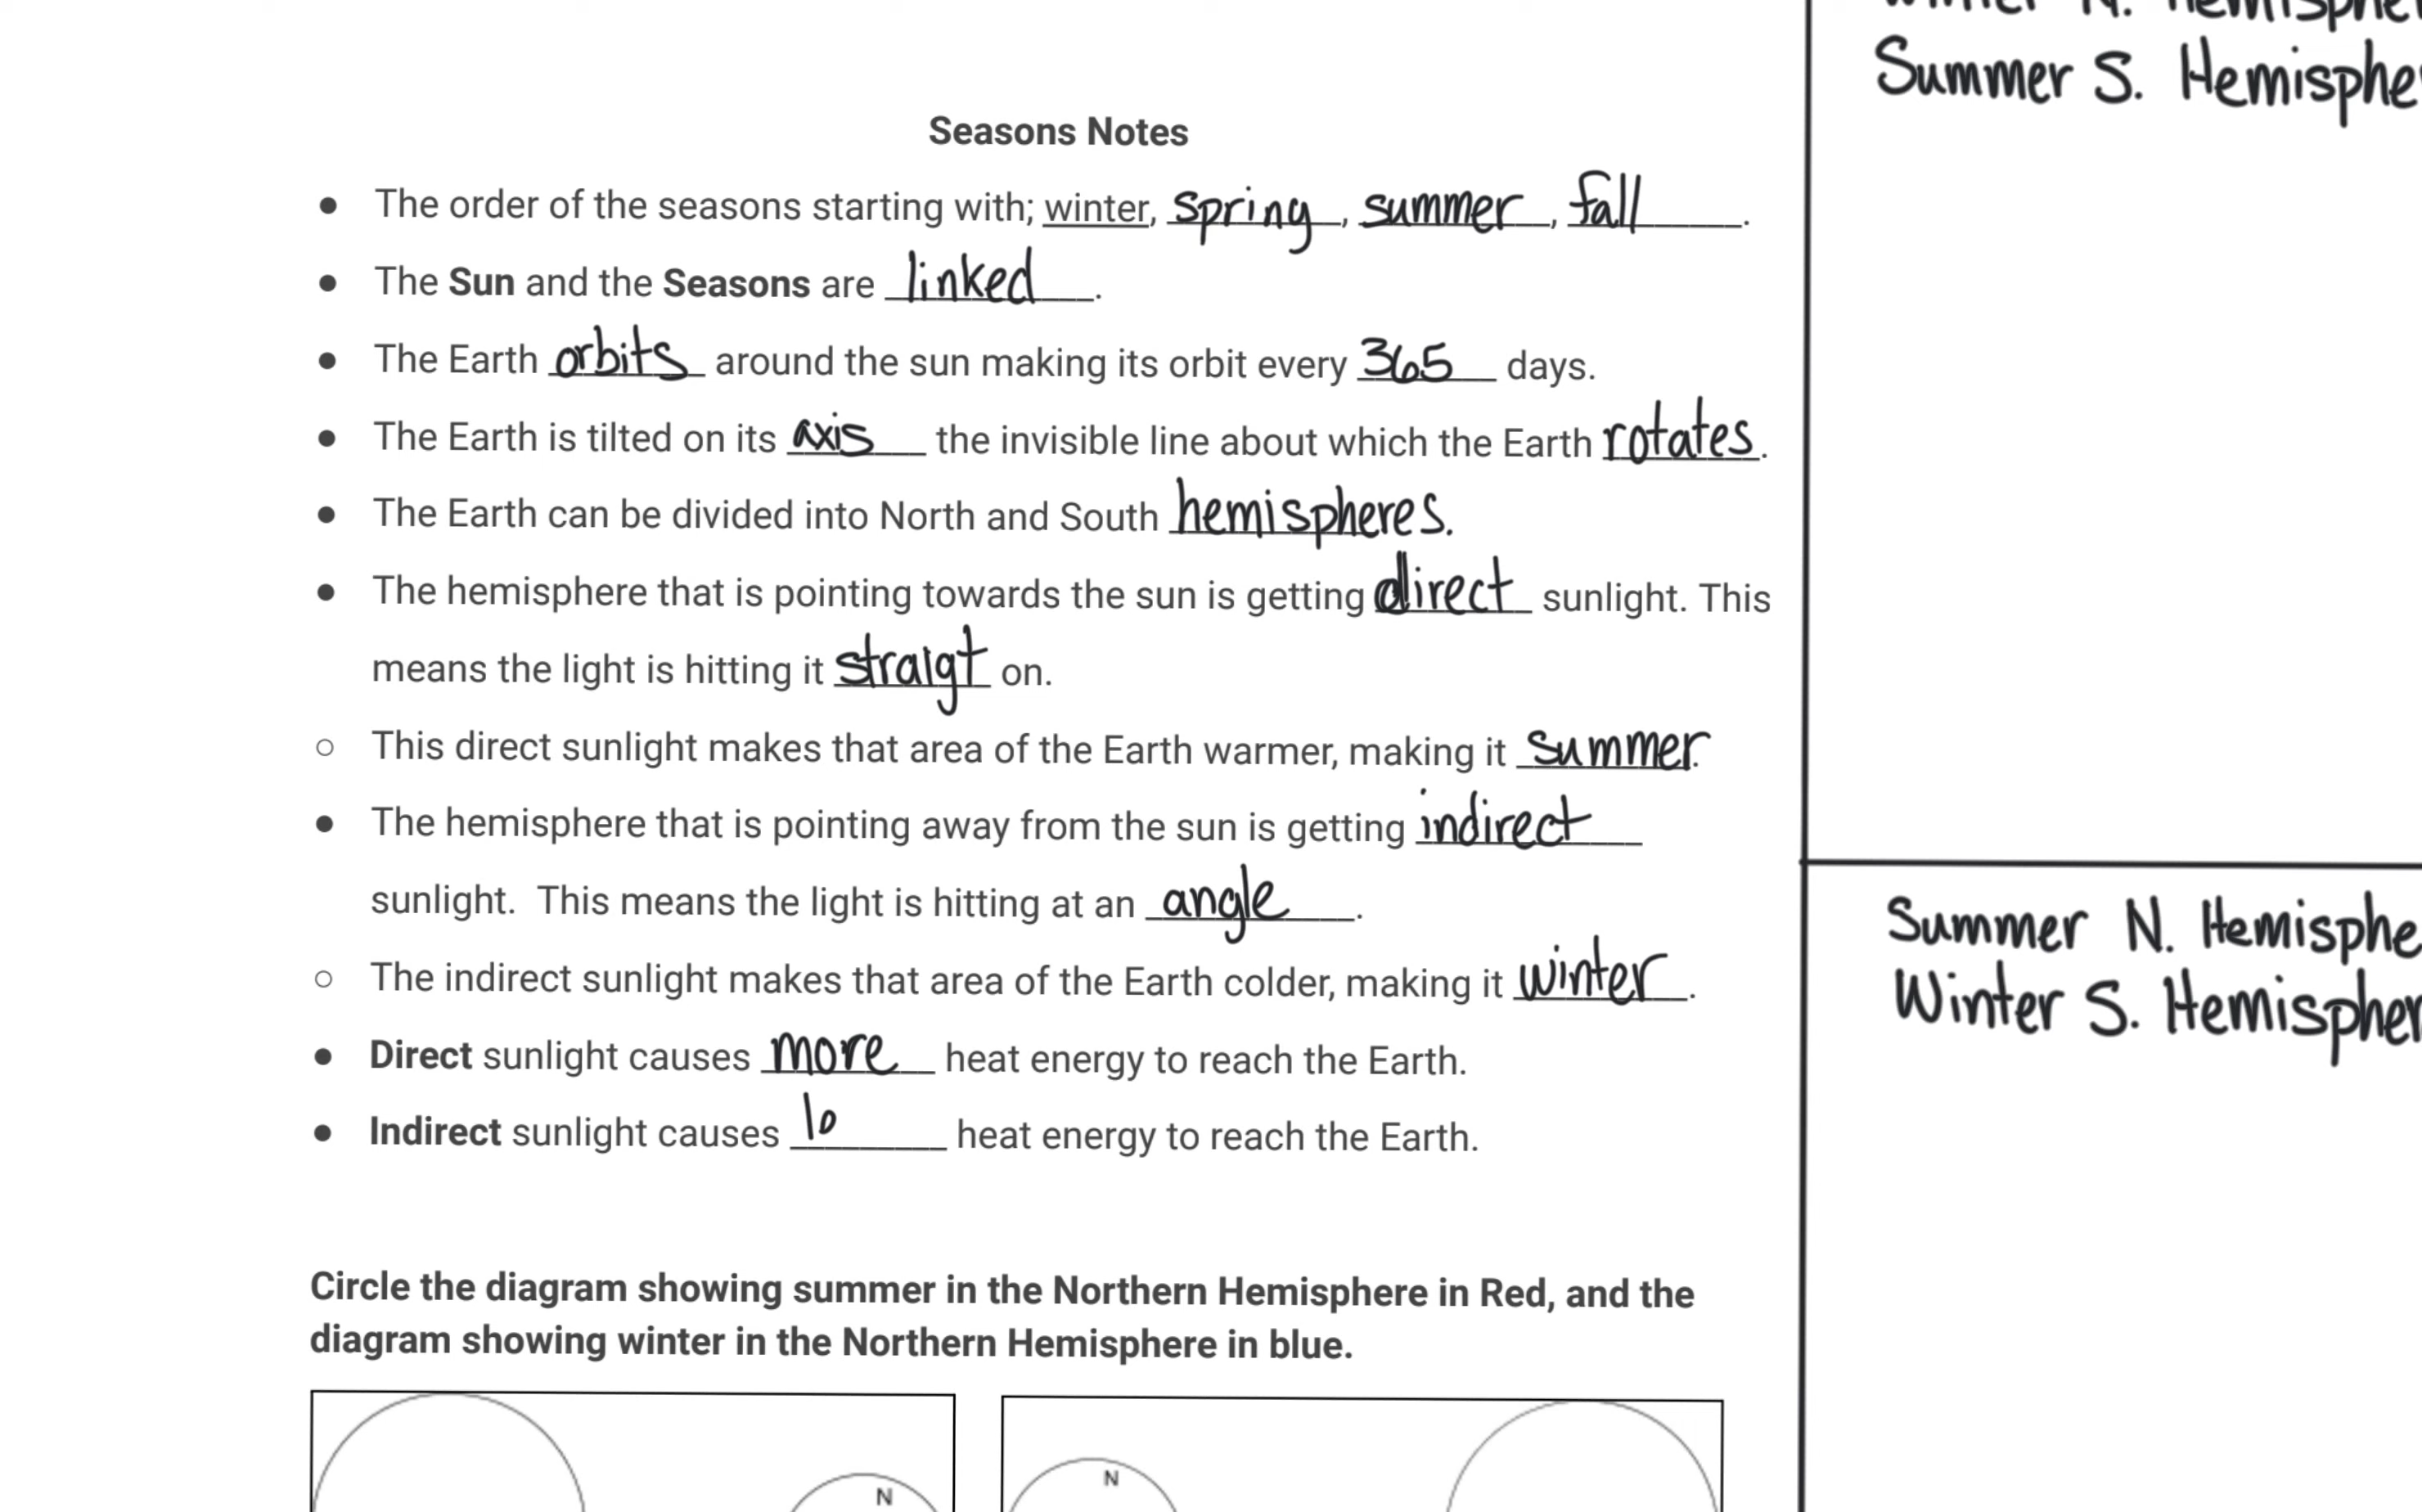 Seasons Notes
● The order of the seasons starting with; winter, spring, summer, fall.
● The Sun and the Seasons are linked.
● The Earth orbits around the sun making its orbit every 365 days.
● The Earth is tilted on its axis the invisible line about which the Earth rotates.
● The Earth can be divided into North and South hemispheres.
● The hemisphere that is pointing towards the sun is getting direct sunlight. This
means the light is hitting it straigt on.
○ This direct sunlight makes that area of the Earth warmer, making it summer.
● The hemisphere that is pointing away from the sun is getting indirect
sunlight. This means the light is hitting at an angle.
○ The indirect sunlight makes that area of the Earth colder, making it winter.
● Direct sunlight causes more heat energy to reach the Earth.
● Indirect sunlight causes lo heat energy to reach the Earth.
Circle the diagram showing summer in the Northern Hemisphere in Red, and the
diagram showing winter in the Northern Hemisphere in blue.
N
N
Summer S. Hemisphe
Summer N. Hemisphe
Winter S. Hemispher